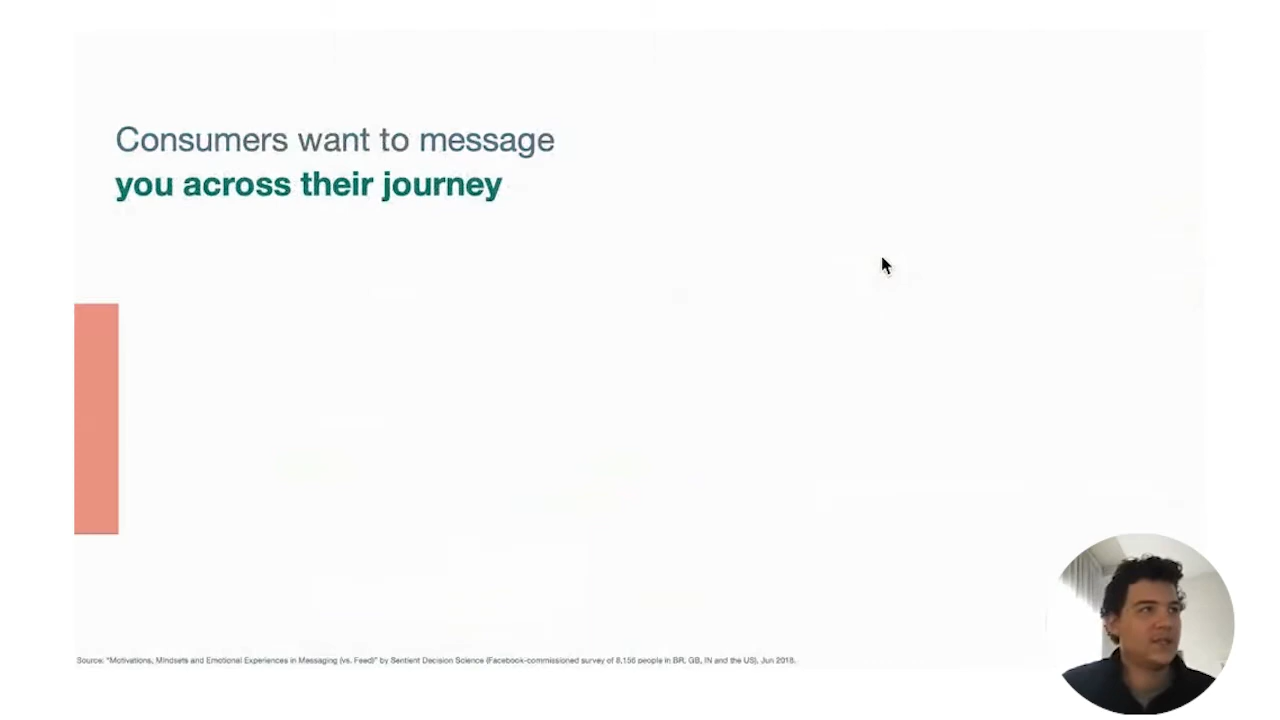 Consumers want to message
you across their journey
Source: "Motivations, Mindsets and Emotional Experiences in Messaging (vs. Feed)" by Sentient Decision Science (Facebook-commissioned survey of 8,156 people in BR, GB, IN and the US), Jun 2018.